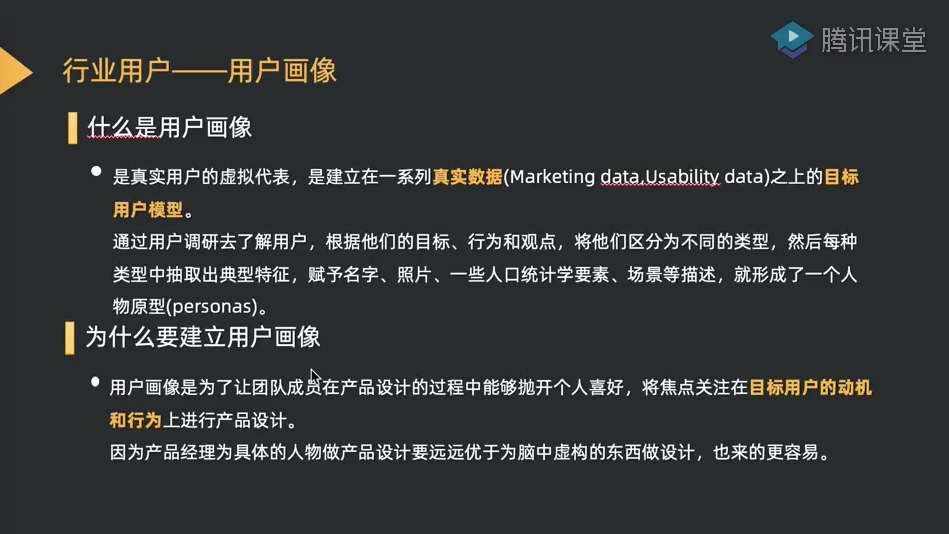 腾讯课堂
行业用户——用户画像
什么是用户画像
是真实用户的虚拟代表，是建立在一系列真实数据(Marketing data,Usability data)之上的目标
用户模型。
通过用户调研去了解用户，根据他们的目标、行为和观点，将他们区分为不同的类型，然后每种
类型中抽取出典型特征，赋予名字、照片、一些人口统计学要素、场景等描述，就形成了一个人
物原型(personas)。
为什么要建立用户画像
用户画像是为了让团队成员在产品设计的过程中能够抛开个人喜好，将焦点关注在目标用户的动机
和行为上进行产品设计。
因为产品经理为具体的人物做产品设计要远远优于为脑中虚构的东西做设计，也来的更容易。